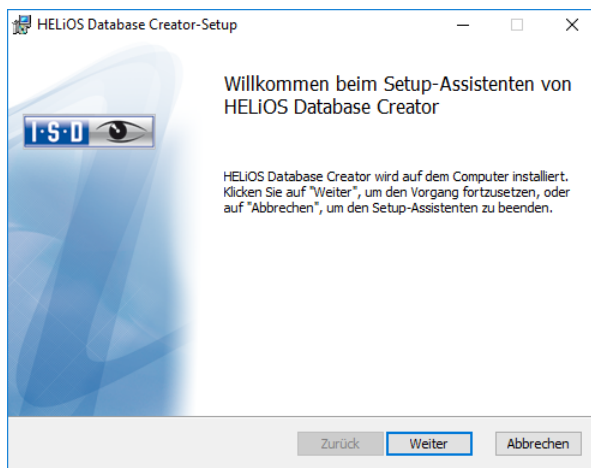 HELiOS Database Creator-Setup
Willkommen beim Setup-Assistenten von
HELiOS Database Creator
I·S·D
HELiOS Database Creator wird auf dem Computer installiert.
Klicken Sie auf "Weiter", um den Vorgang fortzusetzen, oder
auf "Abbrechen", um den Setup-Assistenten zu beenden.
Zurück Weiter Abbrechen